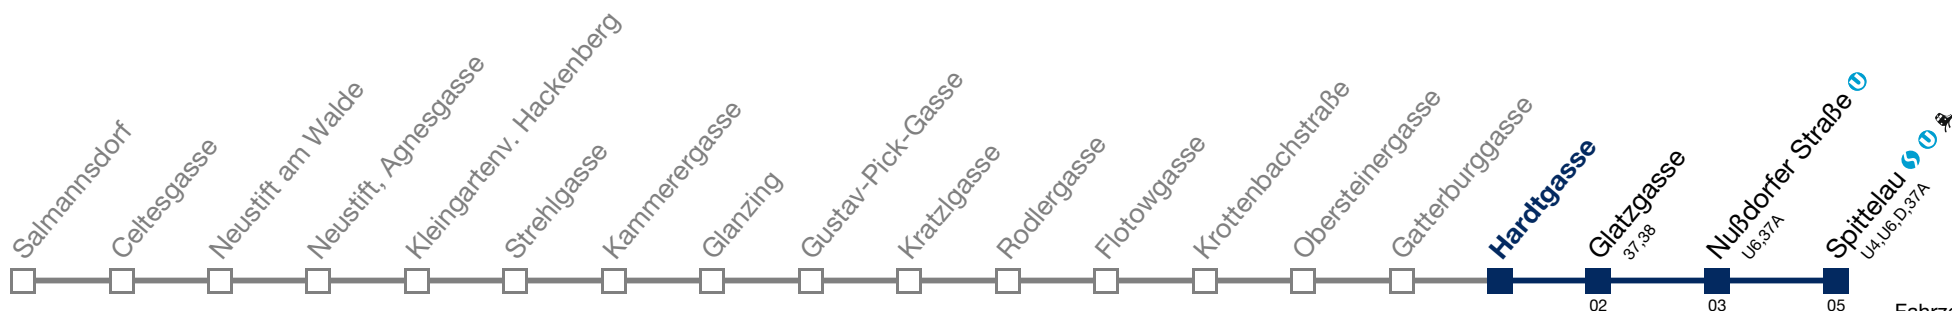 Salmannsdorf
Celtesgasse
Neustift am Walde
Neustift, Agnesgasse
Kleingartenv. Hackenberg
Strehlgasse
Kammerergasse
Glanzing
Gustav-Pick-Gasse
Kratzlgasse
Rodlergasse
Flotowgasse
Krottenbachstraße
Obersteinergasse
Gatterburggasse
Hardtgasse
Glatzgasse
37,38
Nußdorfer Straße U
U6,37A
Spittelau S U
U4,U6,D,37A
02
03
05